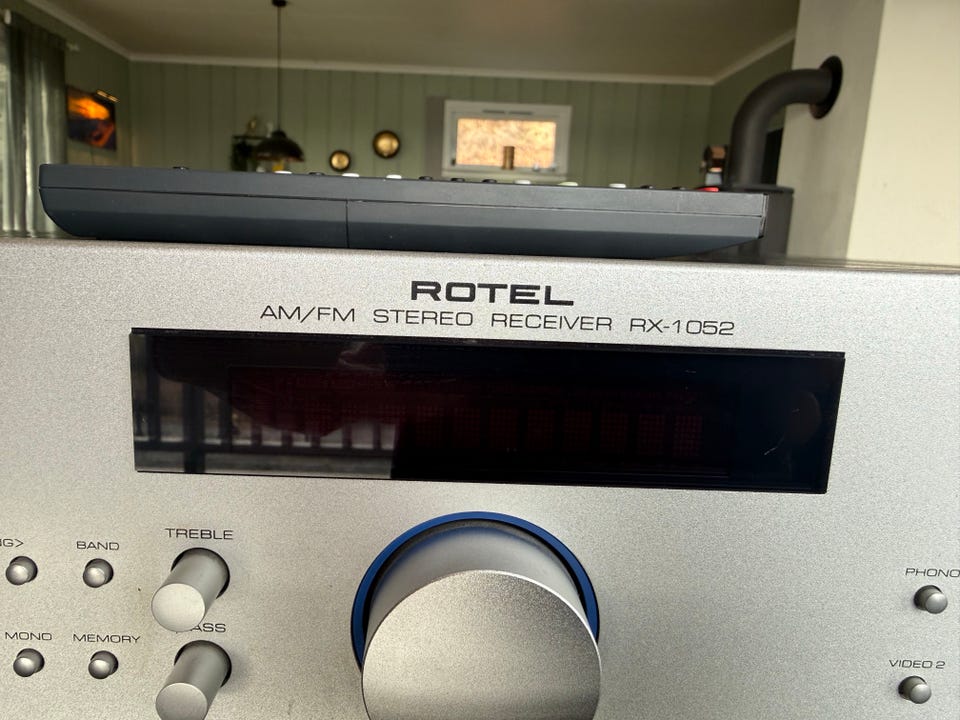 ROTEL
AM/FM STEREO RECEIVER RX-1052
TREBLE
BAND
PHONO
MONO
MEMORY
VIDEO 2